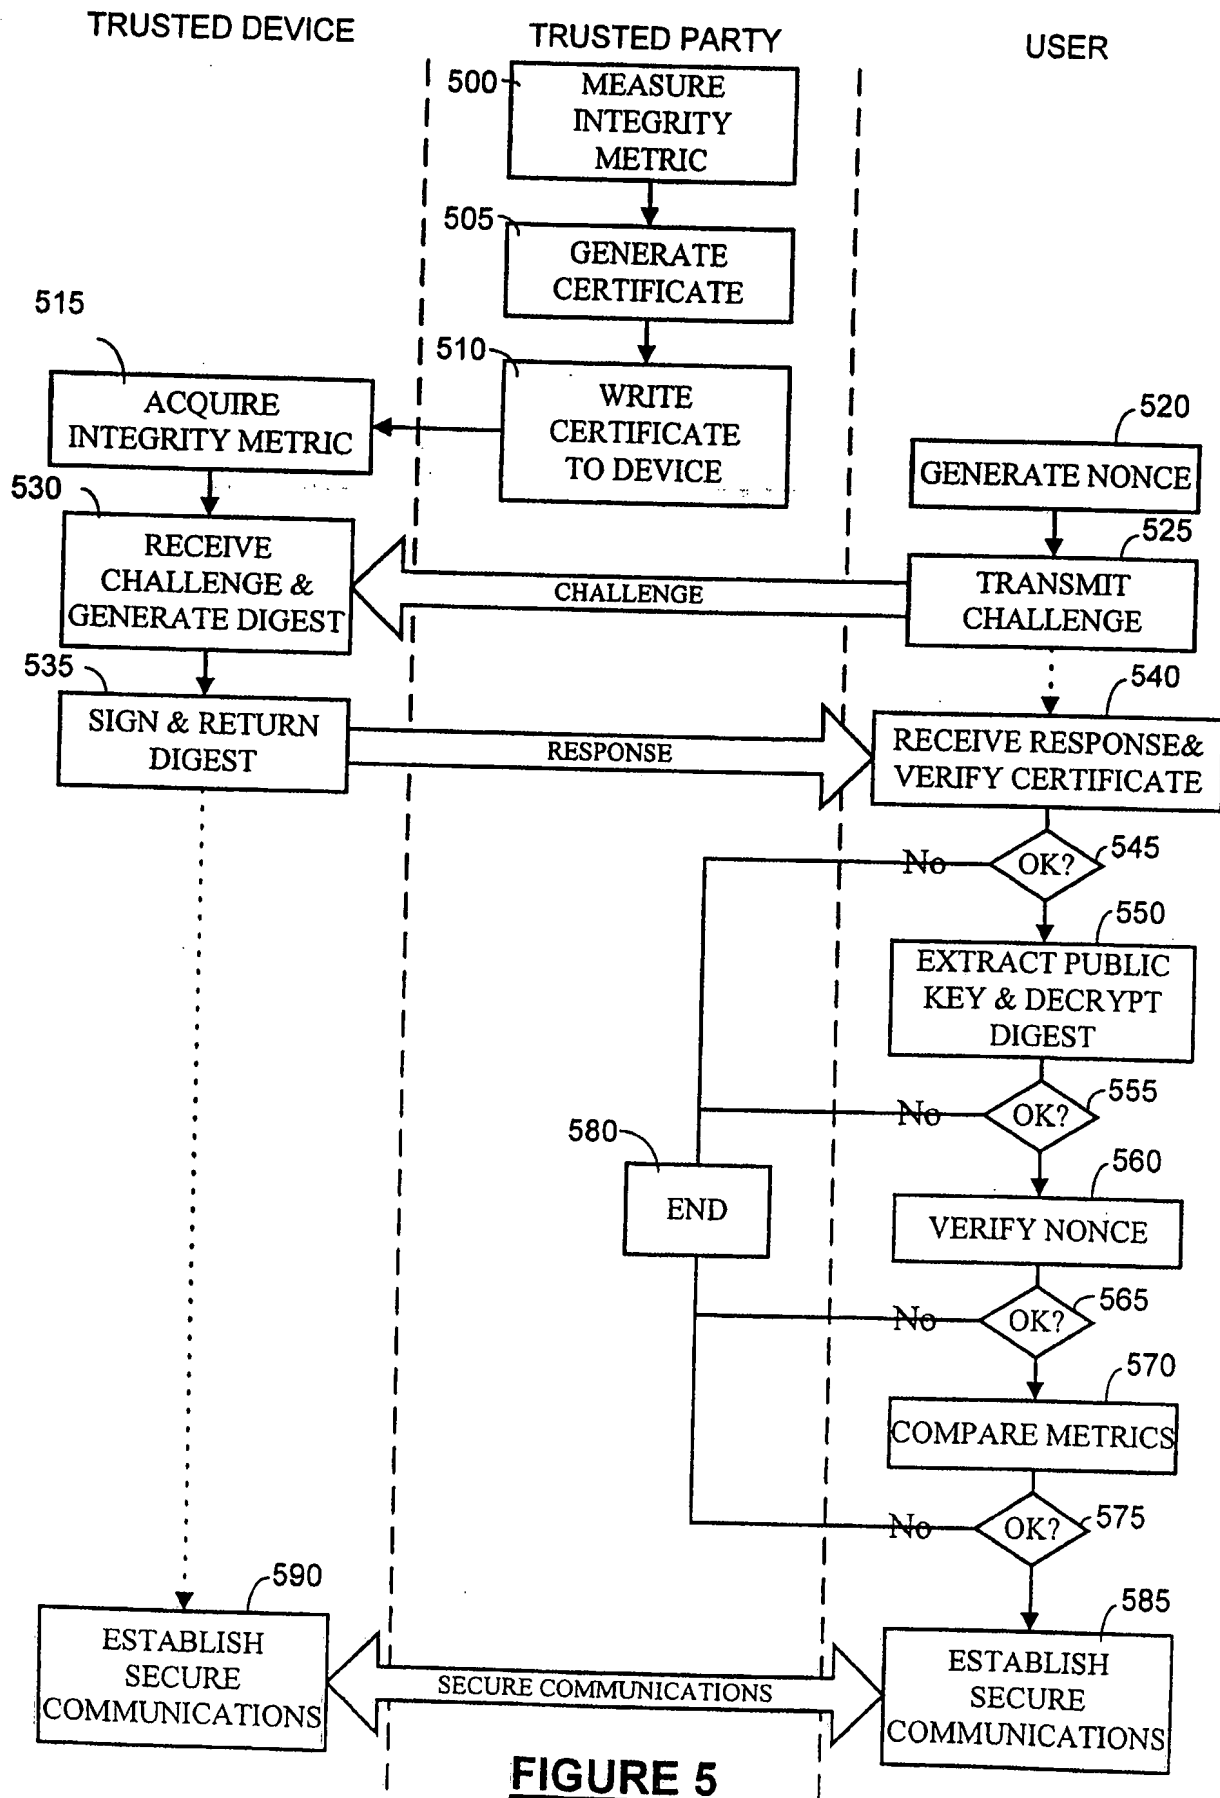 TRUSTED DEVICE
TRUSTED PARTY
USER
500
MEASURE
INTEGRITY
METRIC
505
GENERATE
CERTIFICATE
510
WRITE
CERTIFICATE
TO DEVICE
515
ACQUIRE
INTEGRITY METRIC
520
GENERATE NONCE
525
TRANSMIT
CHALLENGE
CHALLENGE
530
RECEIVE
CHALLENGE &
GENERATE DIGEST
535
SIGN & RETURN
DIGEST
RESPONSE
540
RECEIVE RESPONSE&
VERIFY CERTIFICATE
No
OK?
545
550
EXTRACT PUBLIC
KEY & DECRYPT
DIGEST
No
OK?
555
580
END
560
VERIFY NONCE
No
OK?
565
570
COMPARE METRICS
No
OK?
575
590
ESTABLISH
SECURE
COMMUNICATIONS
SECURE COMMUNICATIONS
585
ESTABLISH
SECURE
COMMUNICATIONS
FIGURE 5